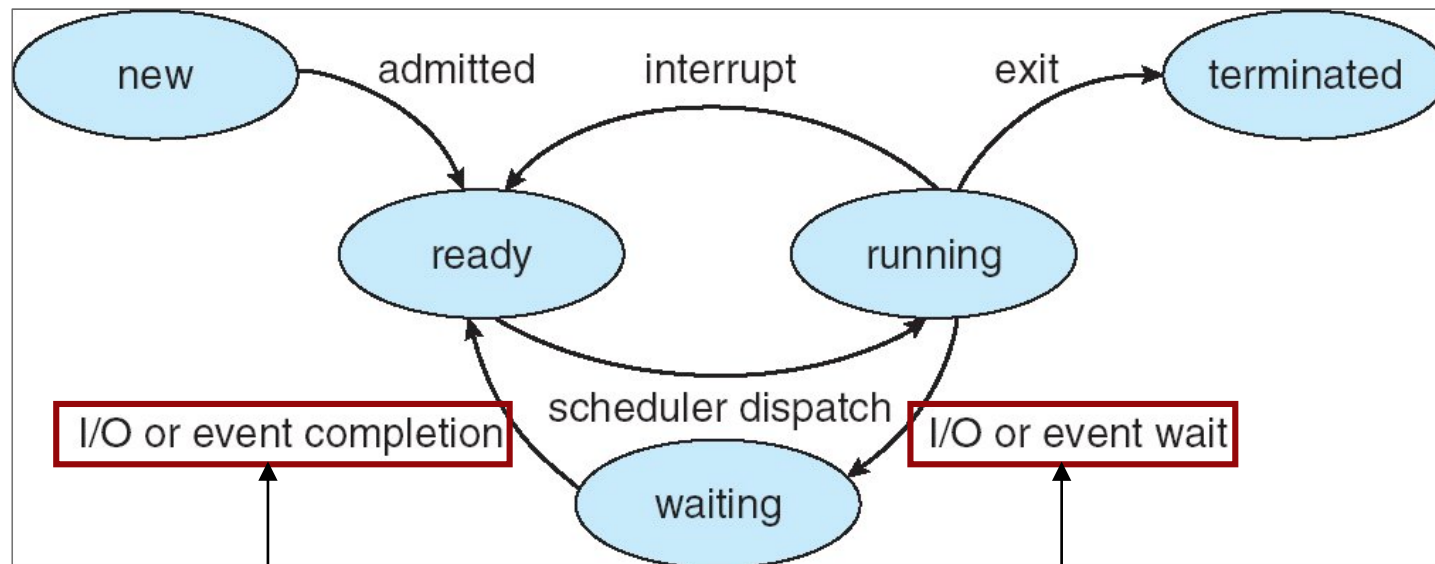 new
admitted
interrupt
exit
terminated
ready
running
scheduler dispatch
I/O or event completion
I/O or event wait
waiting